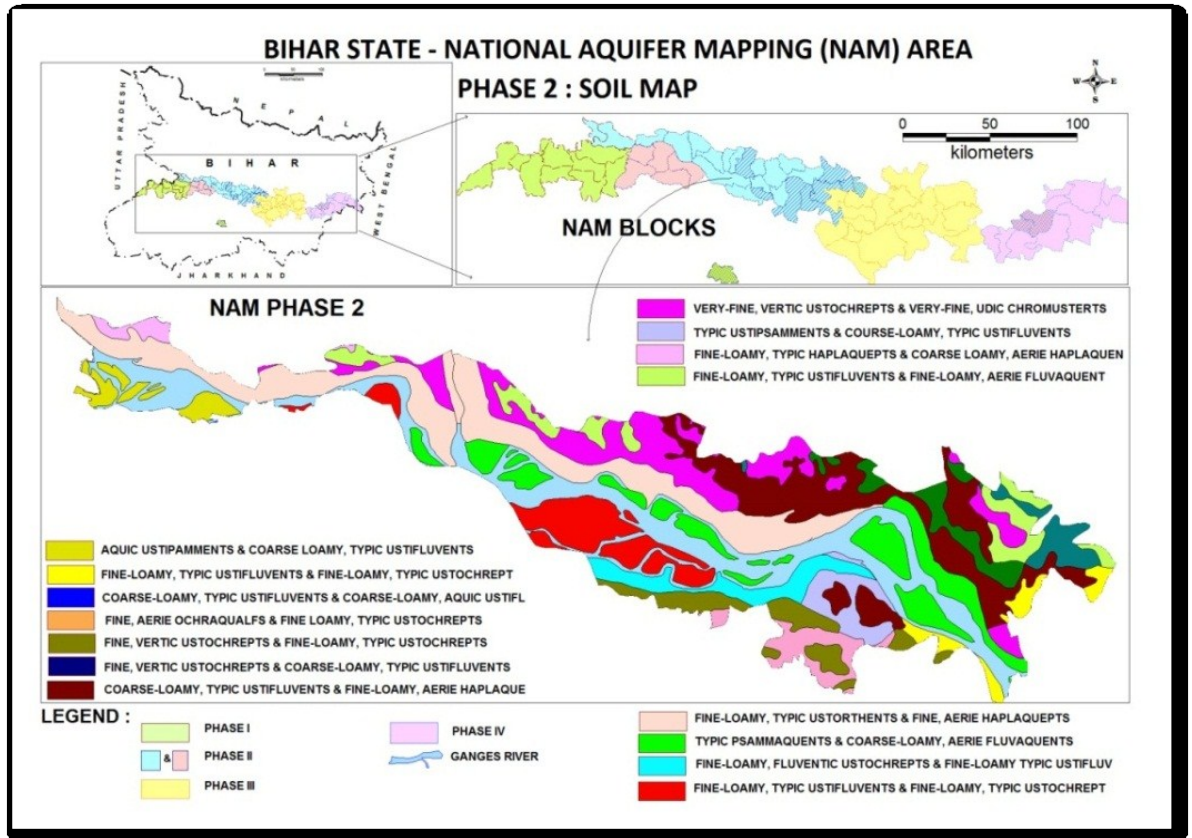 BIHAR STATE - NATIONAL AQUIFER MAPPING (NAM) AREA
PHASE 2 : SOIL MAP
N
W E
S
kilometers
NEPAL
UTTAR PRADESH
BIHAR
WEST BENGAL
JHARKHAND
0 50 100
kilometers
NAM BLOCKS
NAM PHASE 2
VERY-FINE, VERTIC USTOCHREPTS & VERY-FINE, UDIC CHROMUSTERTS
TYPIC USTIPSAMMENTS & COURSE-LOAMY, TYPIC USTIFLUVENTS
FINE-LOAMY, TYPIC HAPLAQUEPTS & COARSE LOAMY, AERIE HAPLAQUEN
FINE-LOAMY, TYPIC USTIFLUVENTS & FINE-LOAMY, AERIE FLUVAQUENT
AQUIC USTIPAMMENTS & COARSE LOAMY, TYPIC USTIFLUVENTS
FINE-LOAMY, TYPIC USTIFLUVENTS & FINE-LOAMY, TYPIC USTOCHREPT
COARSE-LOAMY, TYPIC USTIFLUVENTS & COARSE-LOAMY, AQUIC USTIFL
FINE, AERIE OCHRAQUALFS & FINE LOAMY, TYPIC USTOCHREPTS
FINE, VERTIC USTOCHREPTS & FINE-LOAMY, TYPIC USTOCHREPTS
FINE, VERTIC USTOCHREPTS & COARSE-LOAMY, TYPIC USTIFLUVENTS
COARSE-LOAMY, TYPIC USTIFLUVENTS & FINE-LOAMY, AERIE HAPLAQUE
LEGEND :
PHASE I
& PHASE II
PHASE III
PHASE IV
GANGES RIVER
FINE-LOAMY, TYPIC USTORTHENTS & FINE, AERIE HAPLAQUEPTS
TYPIC PSAMMAQUENTS & COARSE-LOAMY, AERIE FLUVAQUENTS
FINE-LOAMY, FLUVENTIC USTOCHREPTS & FINE-LOAMY TYPIC USTIFLUV
FINE-LOAMY, TYPIC USTIFLUVENTS & FINE-LOAMY, TYPIC USTOCHREPT